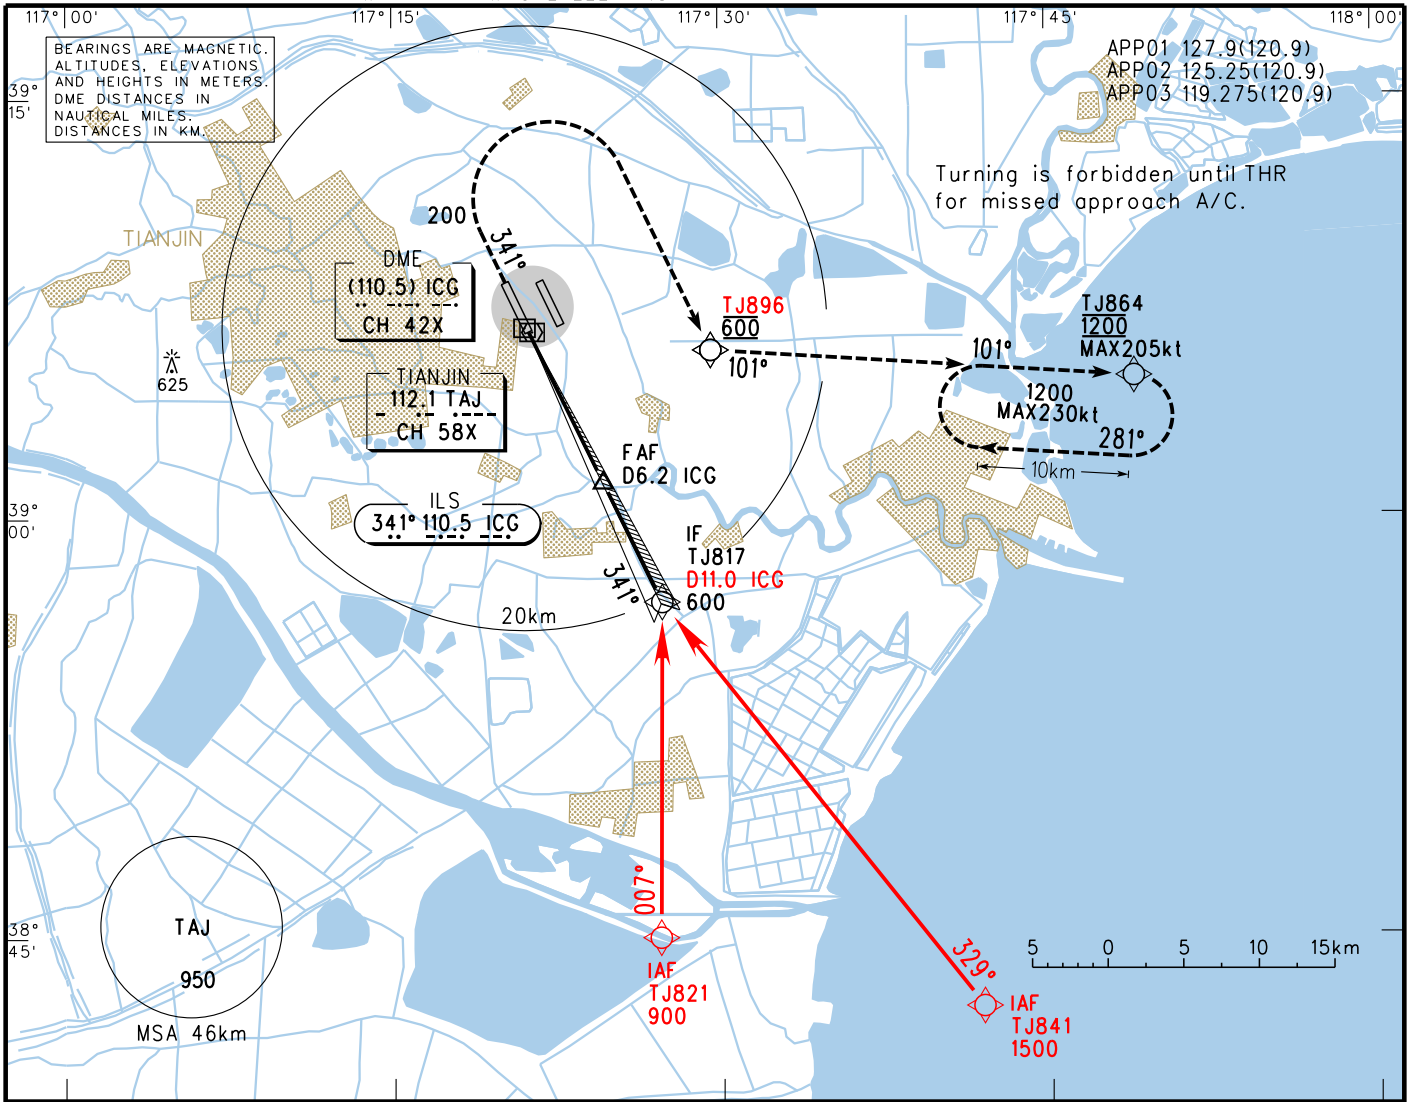 117° 00'
117° 15'
117° 30'
117° 45'
118° 00'
BEARINGS ARE MAGNETIC.
ALTITUDES, ELEVATIONS
AND HEIGHTS IN METERS.
DME DISTANCES IN
NAUTICAL MILES.
DISTANCES IN KM.
APP01 127.9(120.9)
APP02 125.25(120.9)
APP03 119.275(120.9)
39°
15'
Turning is forbidden until THR
for missed approach A/C.
200
341°
TIANJIN
DME
(110.5) ICG
CH 42X
TJ896
600
101°
TJ864
1200
MAX205kt
101°
1200
MAX230kt
281°
10km
625
TIANJIN
112.1 TAJ
CH 58X
FAF
D6.2 ICG
ILS
341° 110.5 ICG
39°
00'
IF
TJ817
D11.0 ICG
600
341°
20km
007°
329°
TAJ
950
MSA 46km
38°
45'
IAF
TJ821
900
IAF
TJ841
1500
5 0 5 10 15km